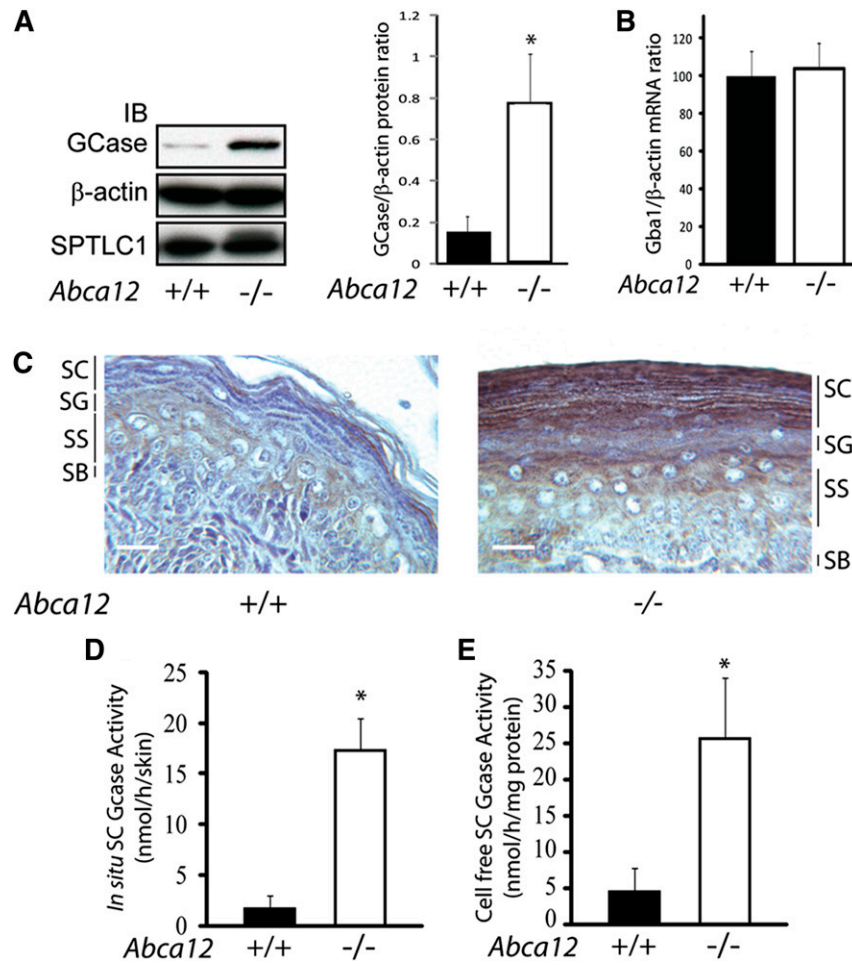 A
IB
GCase
β-actin
SPTLC1
Abca12 +/+ -/-
GCase/β-actin protein ratio
1.2
1
0.8
0.6
0.4
0.2
0
*
Abca12 +/+ -/-
B
Gba1/β-actin mRNA ratio
120
100
80
60
40
20
0
Abca12 +/+ -/-
C
SC
SG
SS
SB
SC
SG
SS
SB
Abca12 +/+ -/-
D
In situ SC Gcase Activity
(nmol/h/skin)
25
20
15
10
5
0
*
Abca12 +/+ -/-
E
Cell free SC Gcase Activity
(nmol/h/mg protein)
35
30
25
20
15
10
5
0
*
Abca12 +/+ -/-